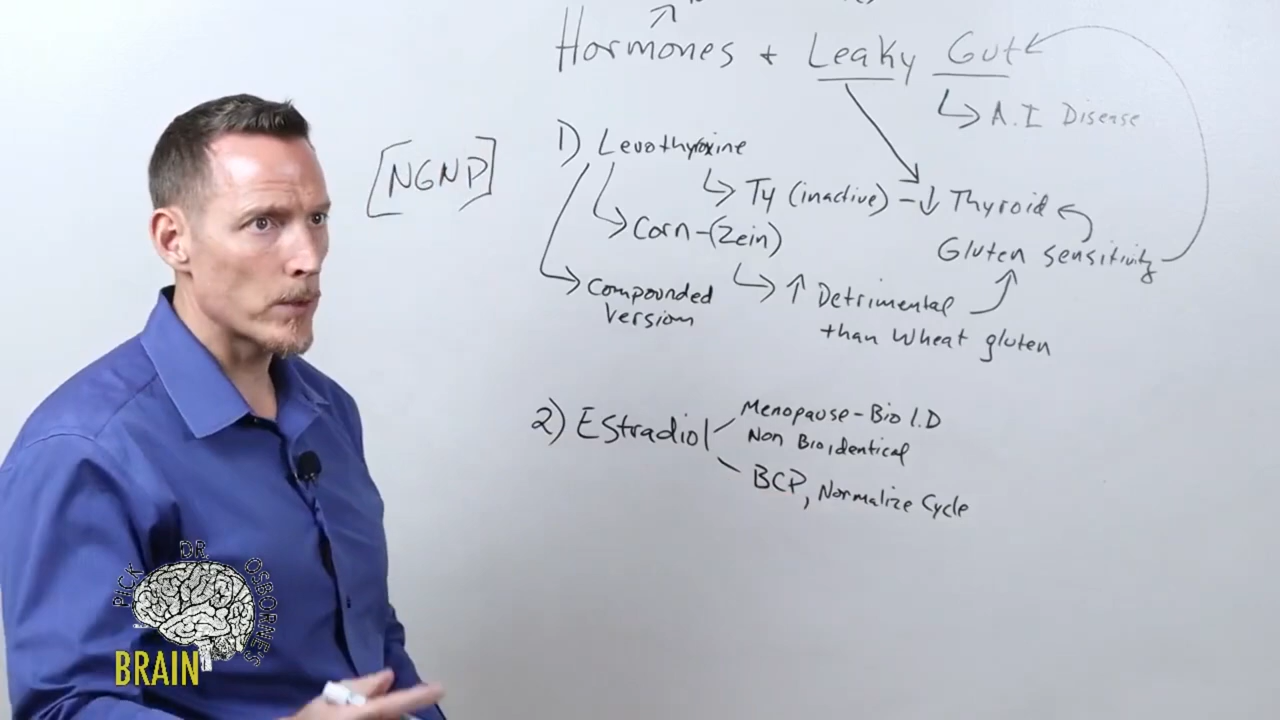 Hormones + Leaky Gut
↳ A.I Disease
[NGNP]
1) Levothyroxine
↳ T4 (inactive) - ↓ Thyroid
↳ Corn-(Zein)
Gluten sensitivity
↳ Compounded
version
↳ ↑ Detrimental
than Wheat gluten
2) Estradiol
Menopause - Bio I.D
Non Bioidentical
BCP, Normalize Cycle
PICK DR. OSBORNE'S
BRAIN